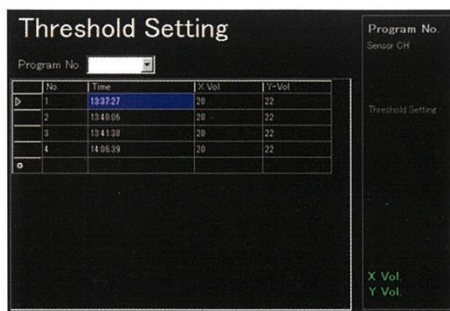 Threshold Setting
Program No.
No. Time X Vol Y-Vol
1 13:37:27 20 22
2 13:40:06 20 22
3 13:41:38 20 22
4 14:06:39 20 22
Program No.
Sensor CH
Threshold Setting
X Vol.
Y Vol.